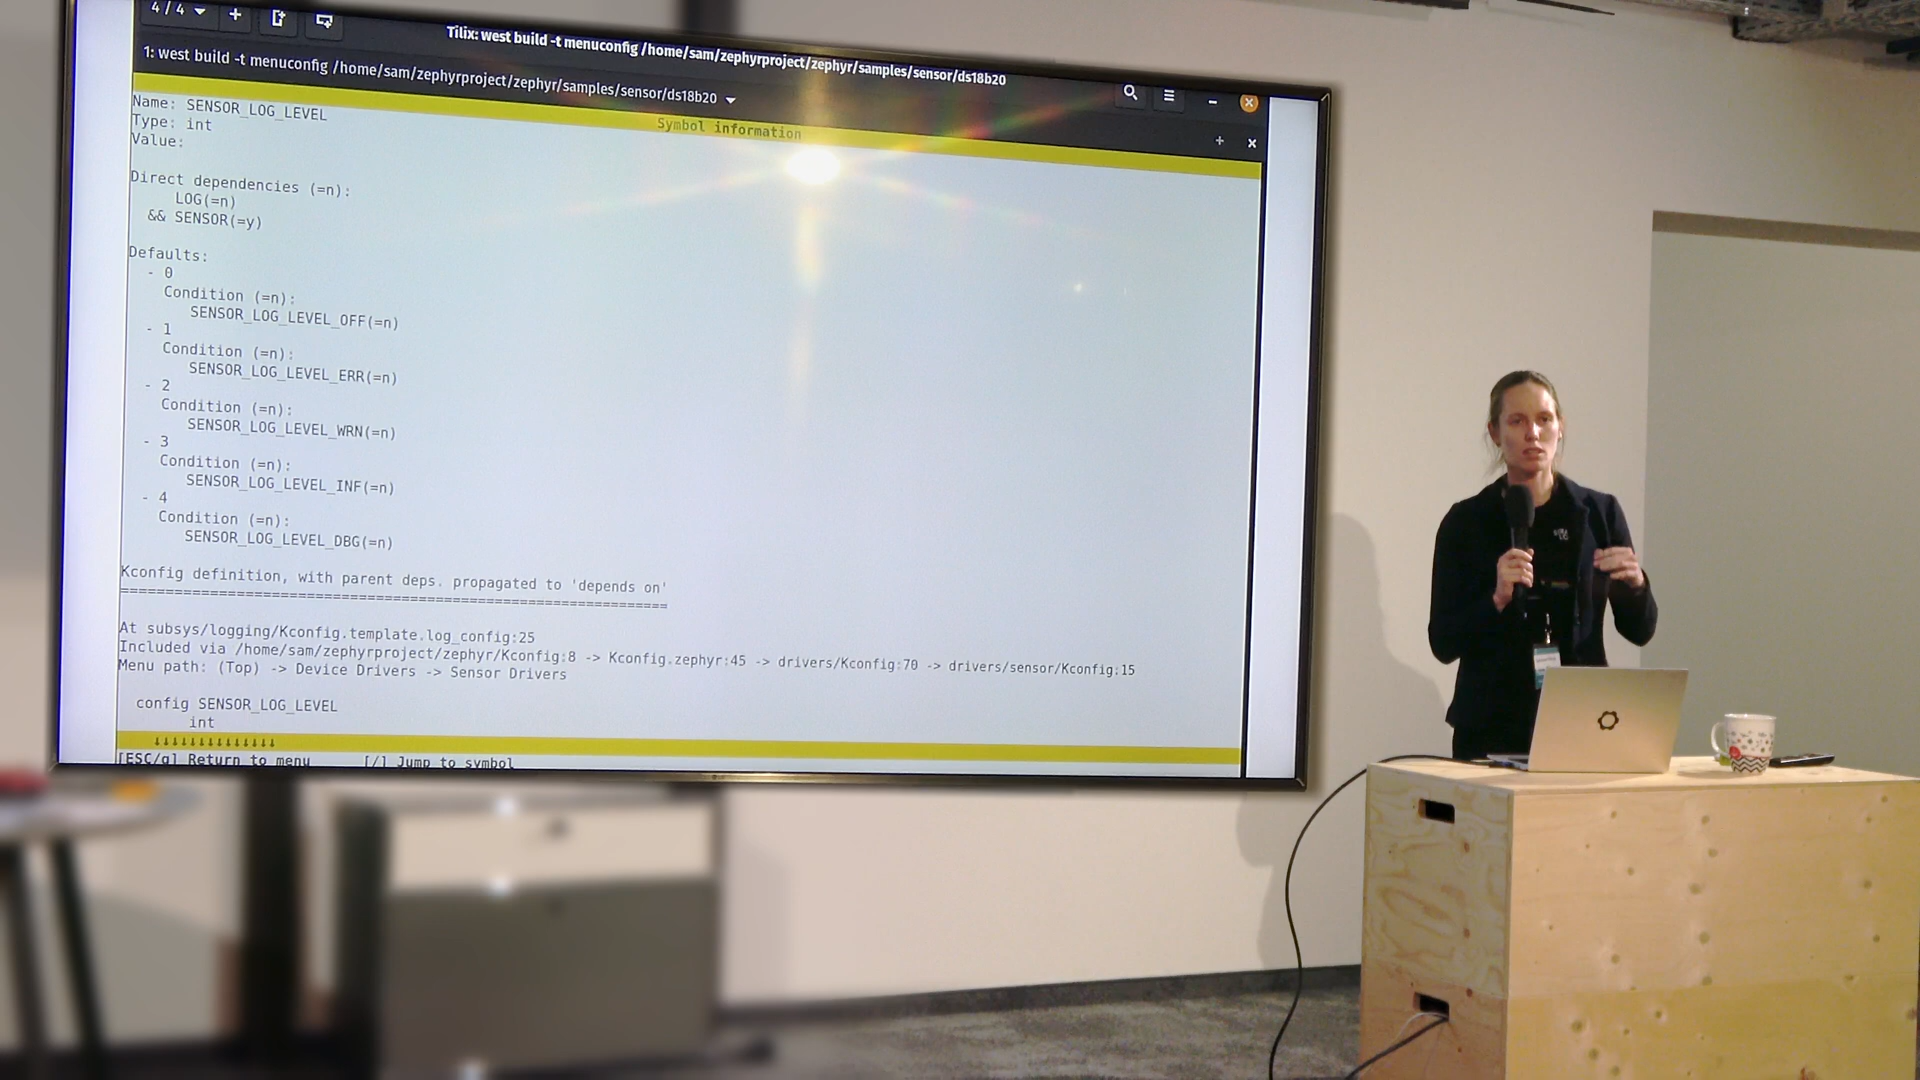 4 / 4
Tilix: west build -t menuconfig /home/sam/zephyrproject/zephyr/samples/sensor/ds18b20
1: west build -t menuconfig /home/sam/zephyrproject/zephyr/samples/sensor/ds18b20
Symbol information
Name: SENSOR_LOG_LEVEL
Type: int
Value:
Direct dependencies (=n):
LOG(=n)
&& SENSOR(=y)
Defaults:
- 0
Condition (=n):
SENSOR_LOG_LEVEL_OFF(=n)
- 1
Condition (=n):
SENSOR_LOG_LEVEL_ERR(=n)
- 2
Condition (=n):
SENSOR_LOG_LEVEL_WRN(=n)
- 3
Condition (=n):
SENSOR_LOG_LEVEL_INF(=n)
- 4
Condition (=n):
SENSOR_LOG_LEVEL_DBG(=n)
Kconfig definition, with parent deps. propagated to 'depends on'
================================================================
At subsys/logging/Kconfig.template.log_config:25
Included via /home/sam/zephyrproject/zephyr/Kconfig:8 -> Kconfig.zephyr:45 -> drivers/Kconfig:70 -> drivers/sensor/Kconfig:15
Menu path: (Top) -> Device Drivers -> Sensor Drivers
config SENSOR_LOG_LEVEL
int
[ESC/q] Return to menu [/] Jump to symbol